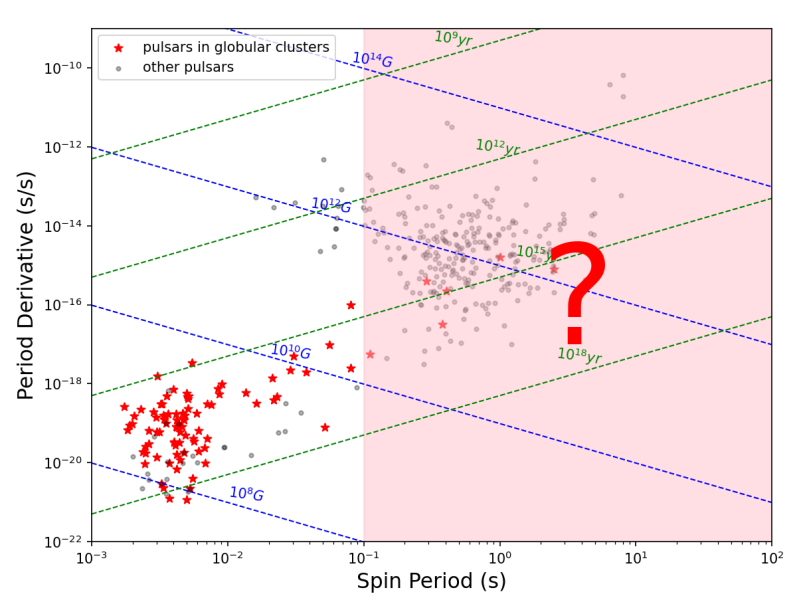 pulsars in globular clusters
other pulsars
10⁹yr
10¹⁴G
10¹²yr
10¹²G
10¹⁵yr
?
10¹⁰G
10¹⁸yr
10⁸G
10⁻¹⁰
10⁻¹²
10⁻¹⁴
10⁻¹⁶
10⁻¹⁸
10⁻²⁰
10⁻²²
Period Derivative (s/s)
10⁻³ 10⁻² 10⁻¹ 10⁰ 10¹ 10²
Spin Period (s)